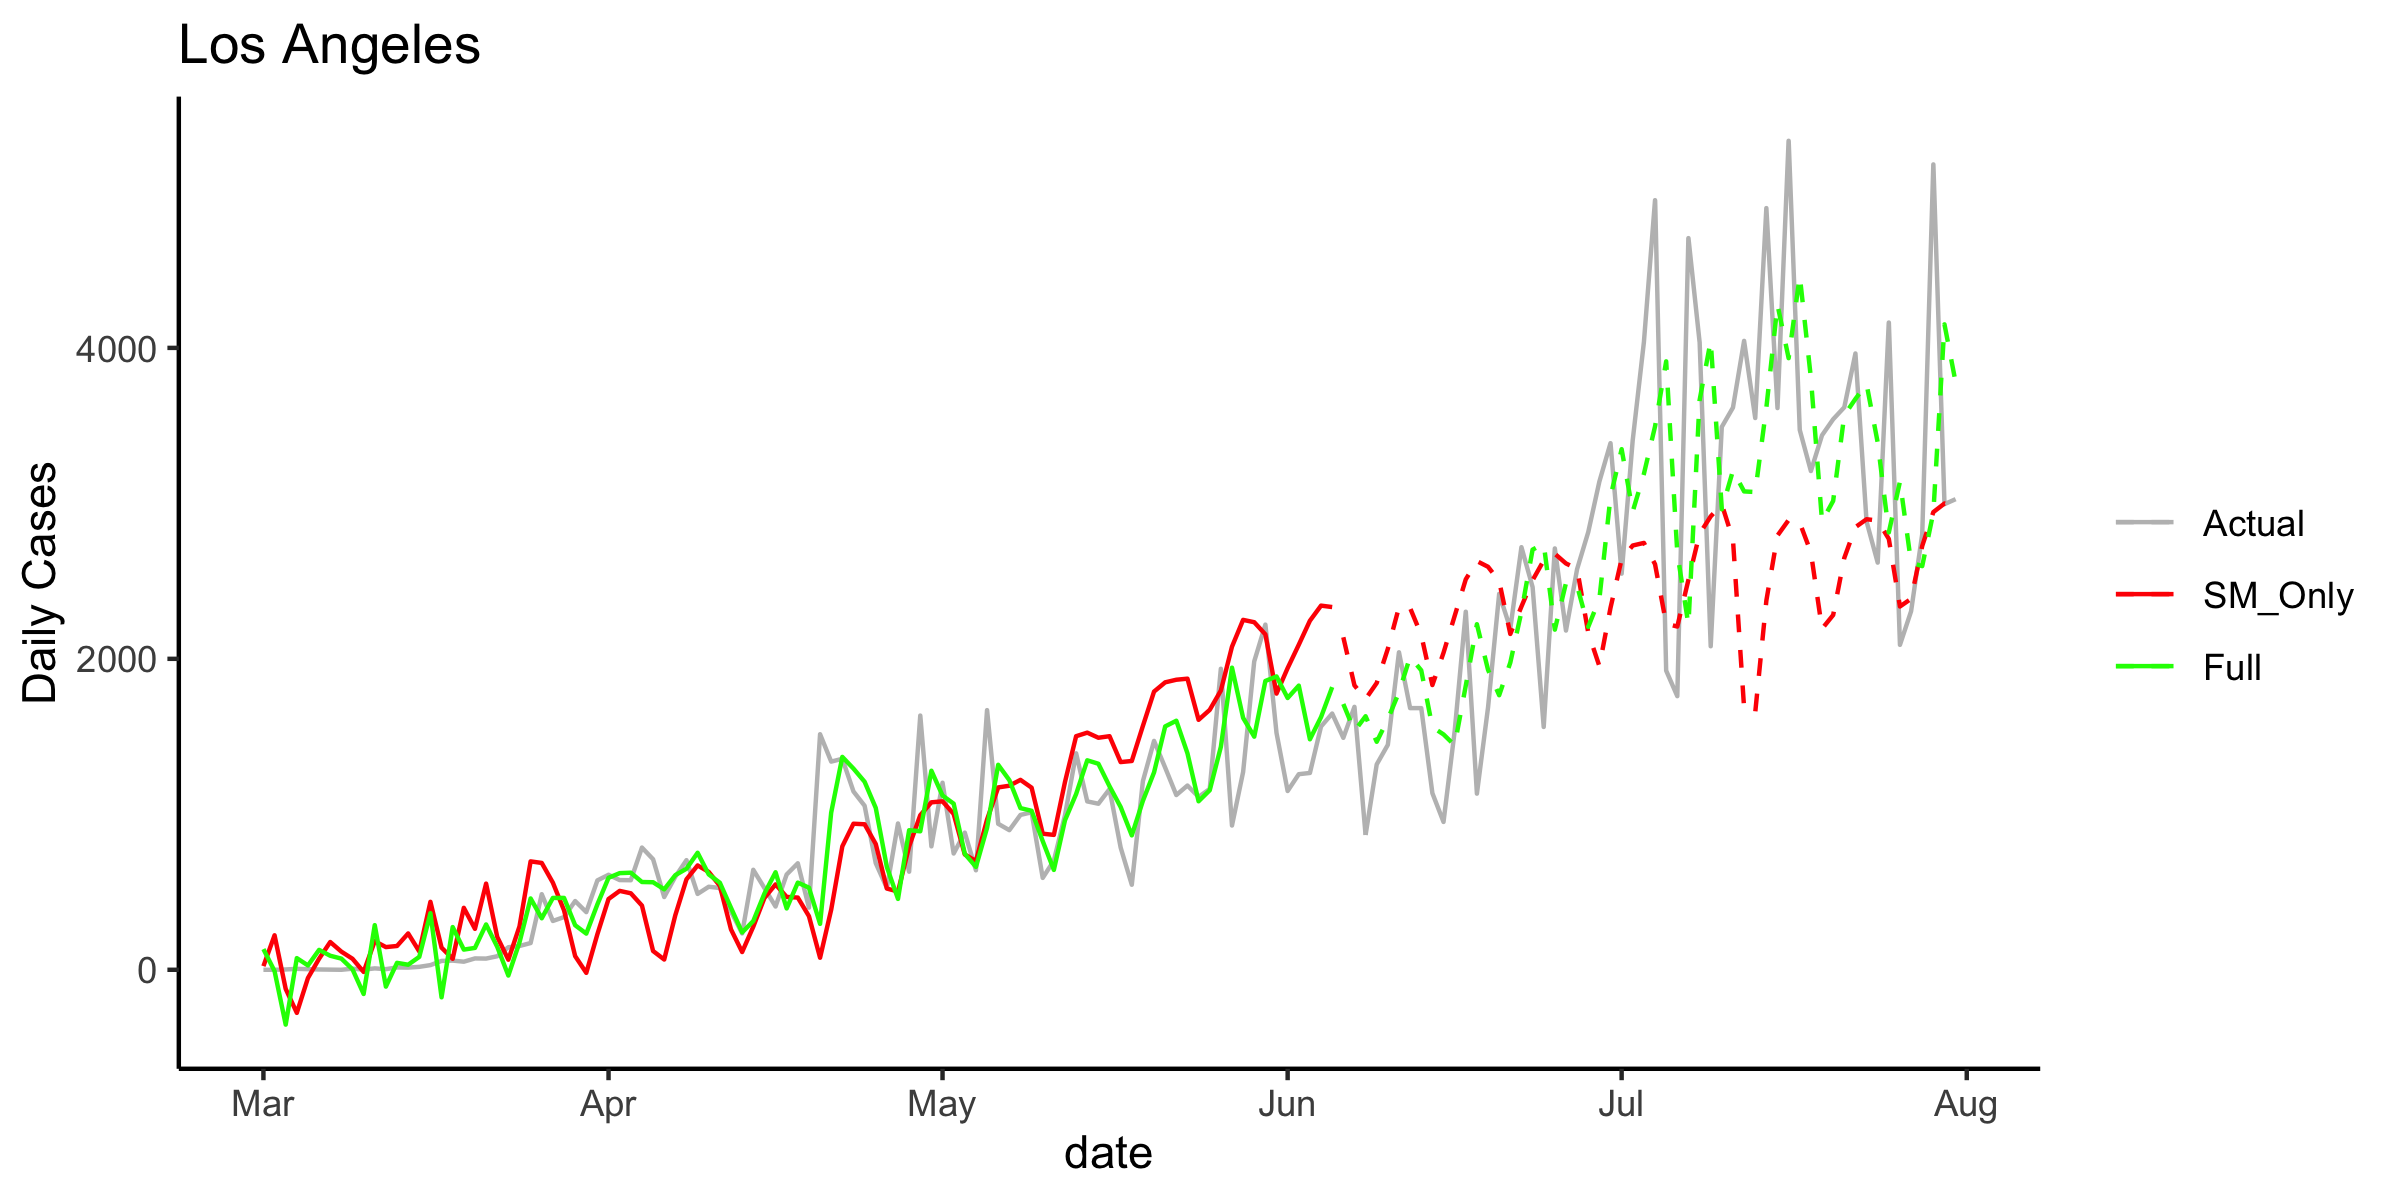 Los Angeles
Daily Cases
4000
2000
0
Mar Apr May Jun Jul Aug
date
Actual
SM_Only
Full